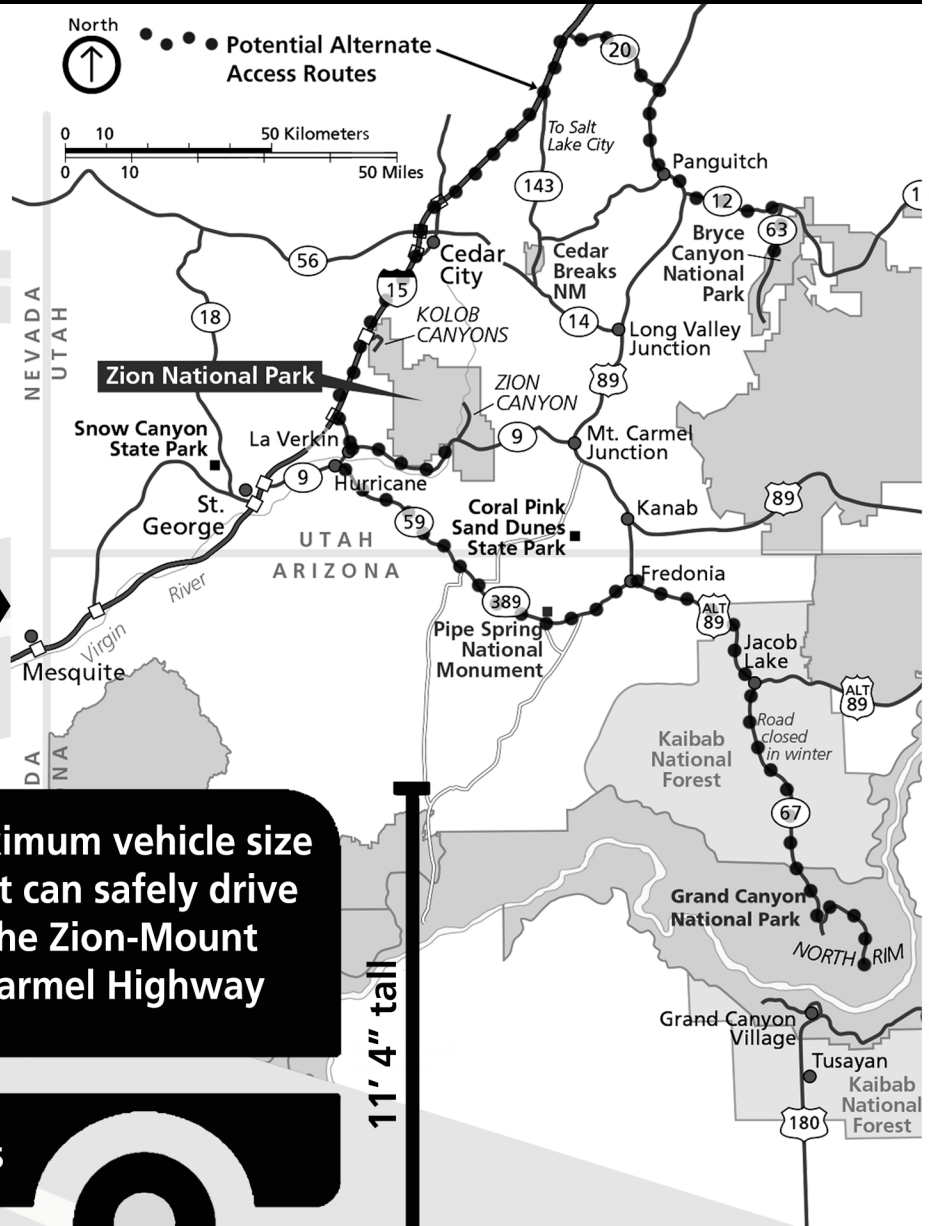 North
Potential Alternate
Access Routes
0 10 50 Kilometers
0 10 50 Miles
20
To Salt
Lake City
Panguitch
143
12
63
Bryce
Canyon
National
Park
56
Cedar
City
Cedar
Breaks
NM
15
KOLOB
CANYONS
14
Long Valley
Junction
18
NEVADA
UTAH
Zion National Park
89
ZION
CANYON
Snow Canyon
State Park
La Verkin
9
Mt. Carmel
Junction
9
Hurricane
St.
George
59
Coral Pink
Sand Dunes
State Park
Kanab
89
UTAH
ARIZONA
River
Virgin
Fredonia
389
Pipe Spring
National
Monument
ALT
89
Jacob
Lake
ALT
89
Mesquite
Road
closed
in winter
Kaibab
National
Forest
67
ximum vehicle size
t can safely drive
he Zion-Mount
armel Highway
11' 4" tall
Grand Canyon
National Park
NORTH RIM
Grand Canyon
Village
Tusayan
180
Kaibab
National
Forest